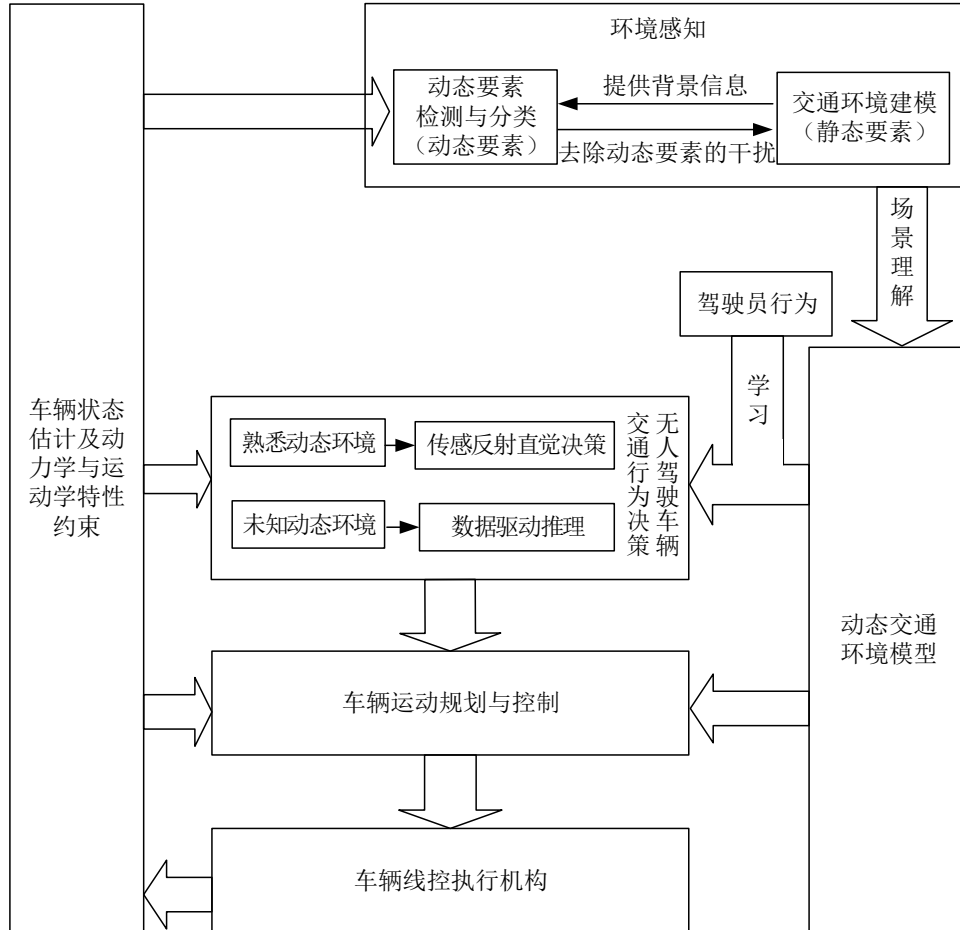 环境感知
动态要素
检测与分类
（动态要素）
提供背景信息
去除动态要素的干扰
交通环境建模
（静态要素）
场景理解
驾驶员行为
学习
车辆状态
估计及动
力学与运
动学特性
约束
熟悉动态环境
传感反射直觉决策
未知动态环境
数据驱动推理
无人驾驶车辆
交通行为决策
动态交通
环境模型
车辆运动规划与控制
车辆线控执行机构